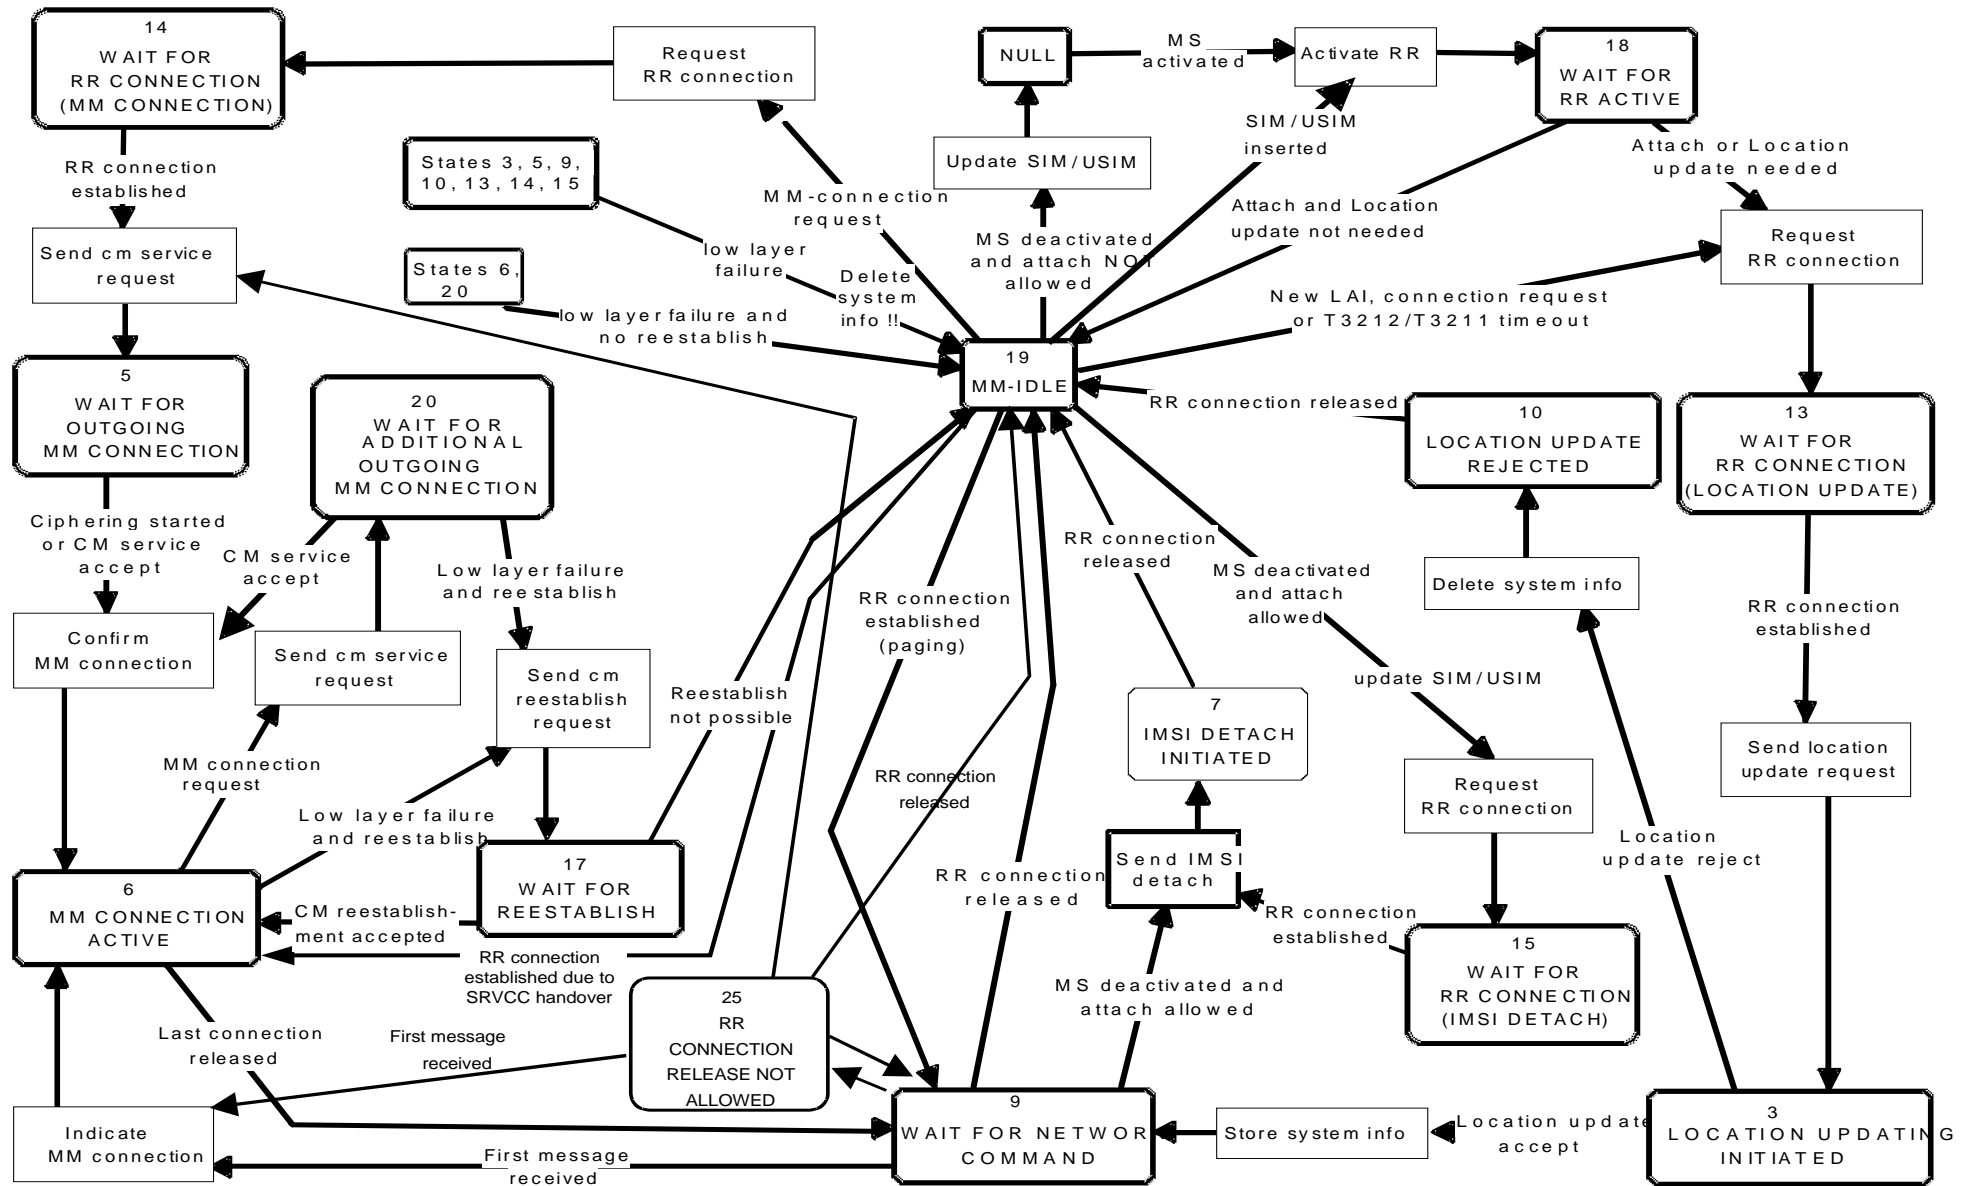 14
WAIT FOR
RR CONNECTION
(MM CONNECTION)
Request
RR connection
NULL
MS
activated
Activate RR
18
WAIT FOR
RR ACTIVE
RR connection
established
States 3, 5, 9,
10, 13, 14, 15
MM-connection
request
Update SIM/USIM
SIM/USIM
inserted
Attach or Location
update needed
Send cm service
request
States 6,
20
low layer
failure
Delete
system
info !!
MS deactivated
and attach NOT
allowed
Attach and Location
update not needed
Request
RR connection
low layer failure and
no reestablish
New LAI, connection request
or T3212/T3211 timeout
19
MM-IDLE
5
WAIT FOR
OUTGOING
MM CONNECTION
20
WAIT FOR
ADDITIONAL
OUTGOING
MM CONNECTION
RR connection released
10
LOCATION UPDATE
REJECTED
13
WAIT FOR
RR CONNECTION
(LOCATION UPDATE)
Ciphering started
or CM service
accept
CM service
accept
Low layer failure
and reestablish
RR connection
released
MS deactivated
and attach
allowed
Delete system info
RR connection
established
(paging)
RR connection
established
Confirm
MM connection
Send cm service
request
Send cm
reestablish
request
Reestablish
not possible
update SIM/USIM
7
IMSI DETACH
INITIATED
Send location
update request
MM connection
request
RR connection
released
Request
RR connection
Low layer failure
and reestablish
Location
update reject
17
WAIT FOR
REESTABLISH
Send IMSI
detach
RR connection
released
6
MM CONNECTION
ACTIVE
CM reestablish-
ment accepted
RR connection
established
15
WAIT FOR
RR CONNECTION
(IMSI DETACH)
RR connection
established due to
SRVCC handover
25
RR
CONNECTION
RELEASE NOT
ALLOWED
MS deactivated and
attach allowed
Last connection
released
First message
received
Indicate
MM connection
First message
received
9
WAIT FOR NETWOR
COMMAND
Store system info
Location update
accept
3
LOCATION UPDATING
INITIATED